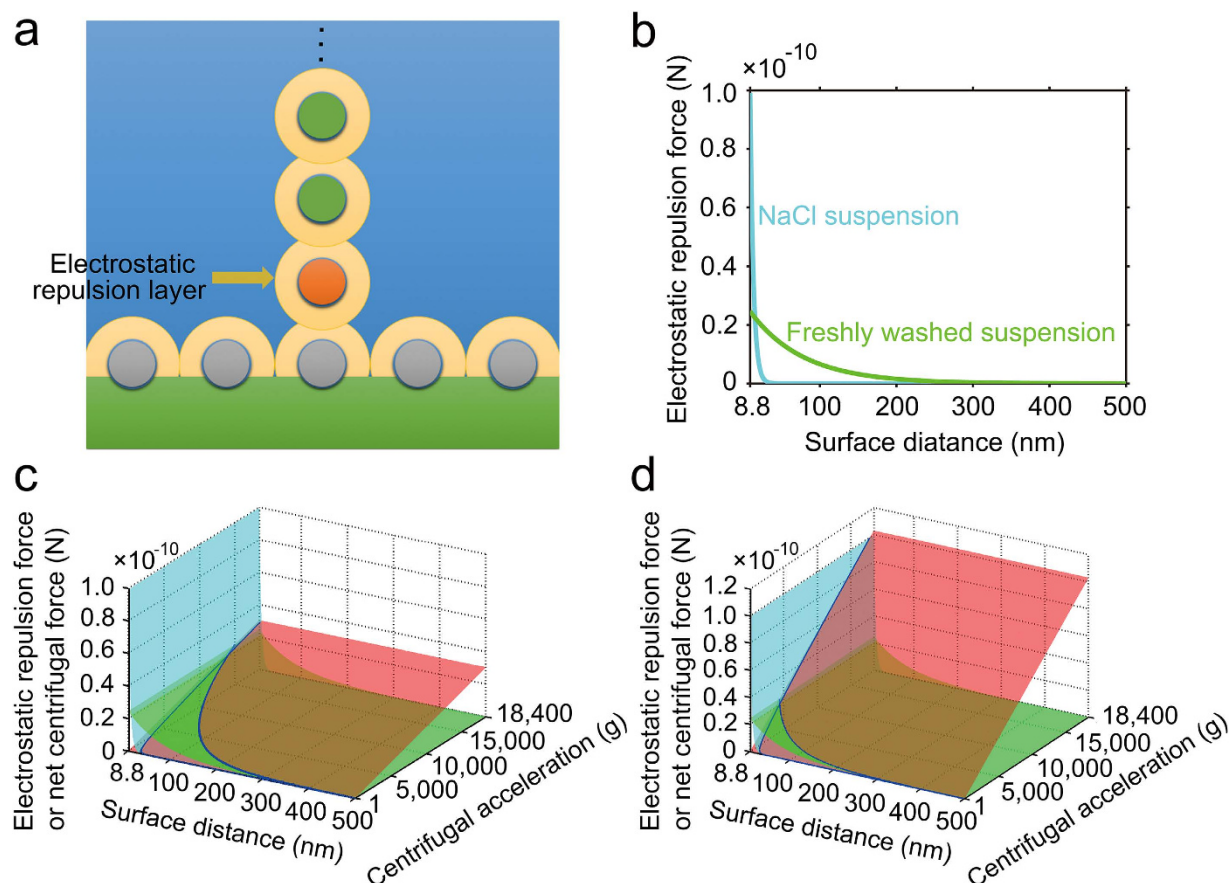 a
Electrostatic
repulsion layer
b
×10⁻¹⁰
Electrostatic repulsion force (N)
1.0
0.8
0.6
0.4
0.2
0
NaCl suspension
Freshly washed suspension
8.8 100 200 300 400 500
Surface diatance (nm)
c
Electrostatic repulsion force
or net centrifugal force (N)
×10⁻¹⁰
1.0
0.8
0.6
0.4
0.2
0
8.8 100 200 300 400 500
Surface distance (nm)
1 5,000 10,000 15,000 18,400
Centrifugal acceleration (g)
d
Electrostatic repulsion force
or net centrifugal force (N)
×10⁻¹⁰
1.2
1.0
0.8
0.6
0.4
0.2
0
8.8 100 200 300 400 500
Surface distance (nm)
1 5,000 10,000 15,000 18,400
Centrifugal acceleration (g)